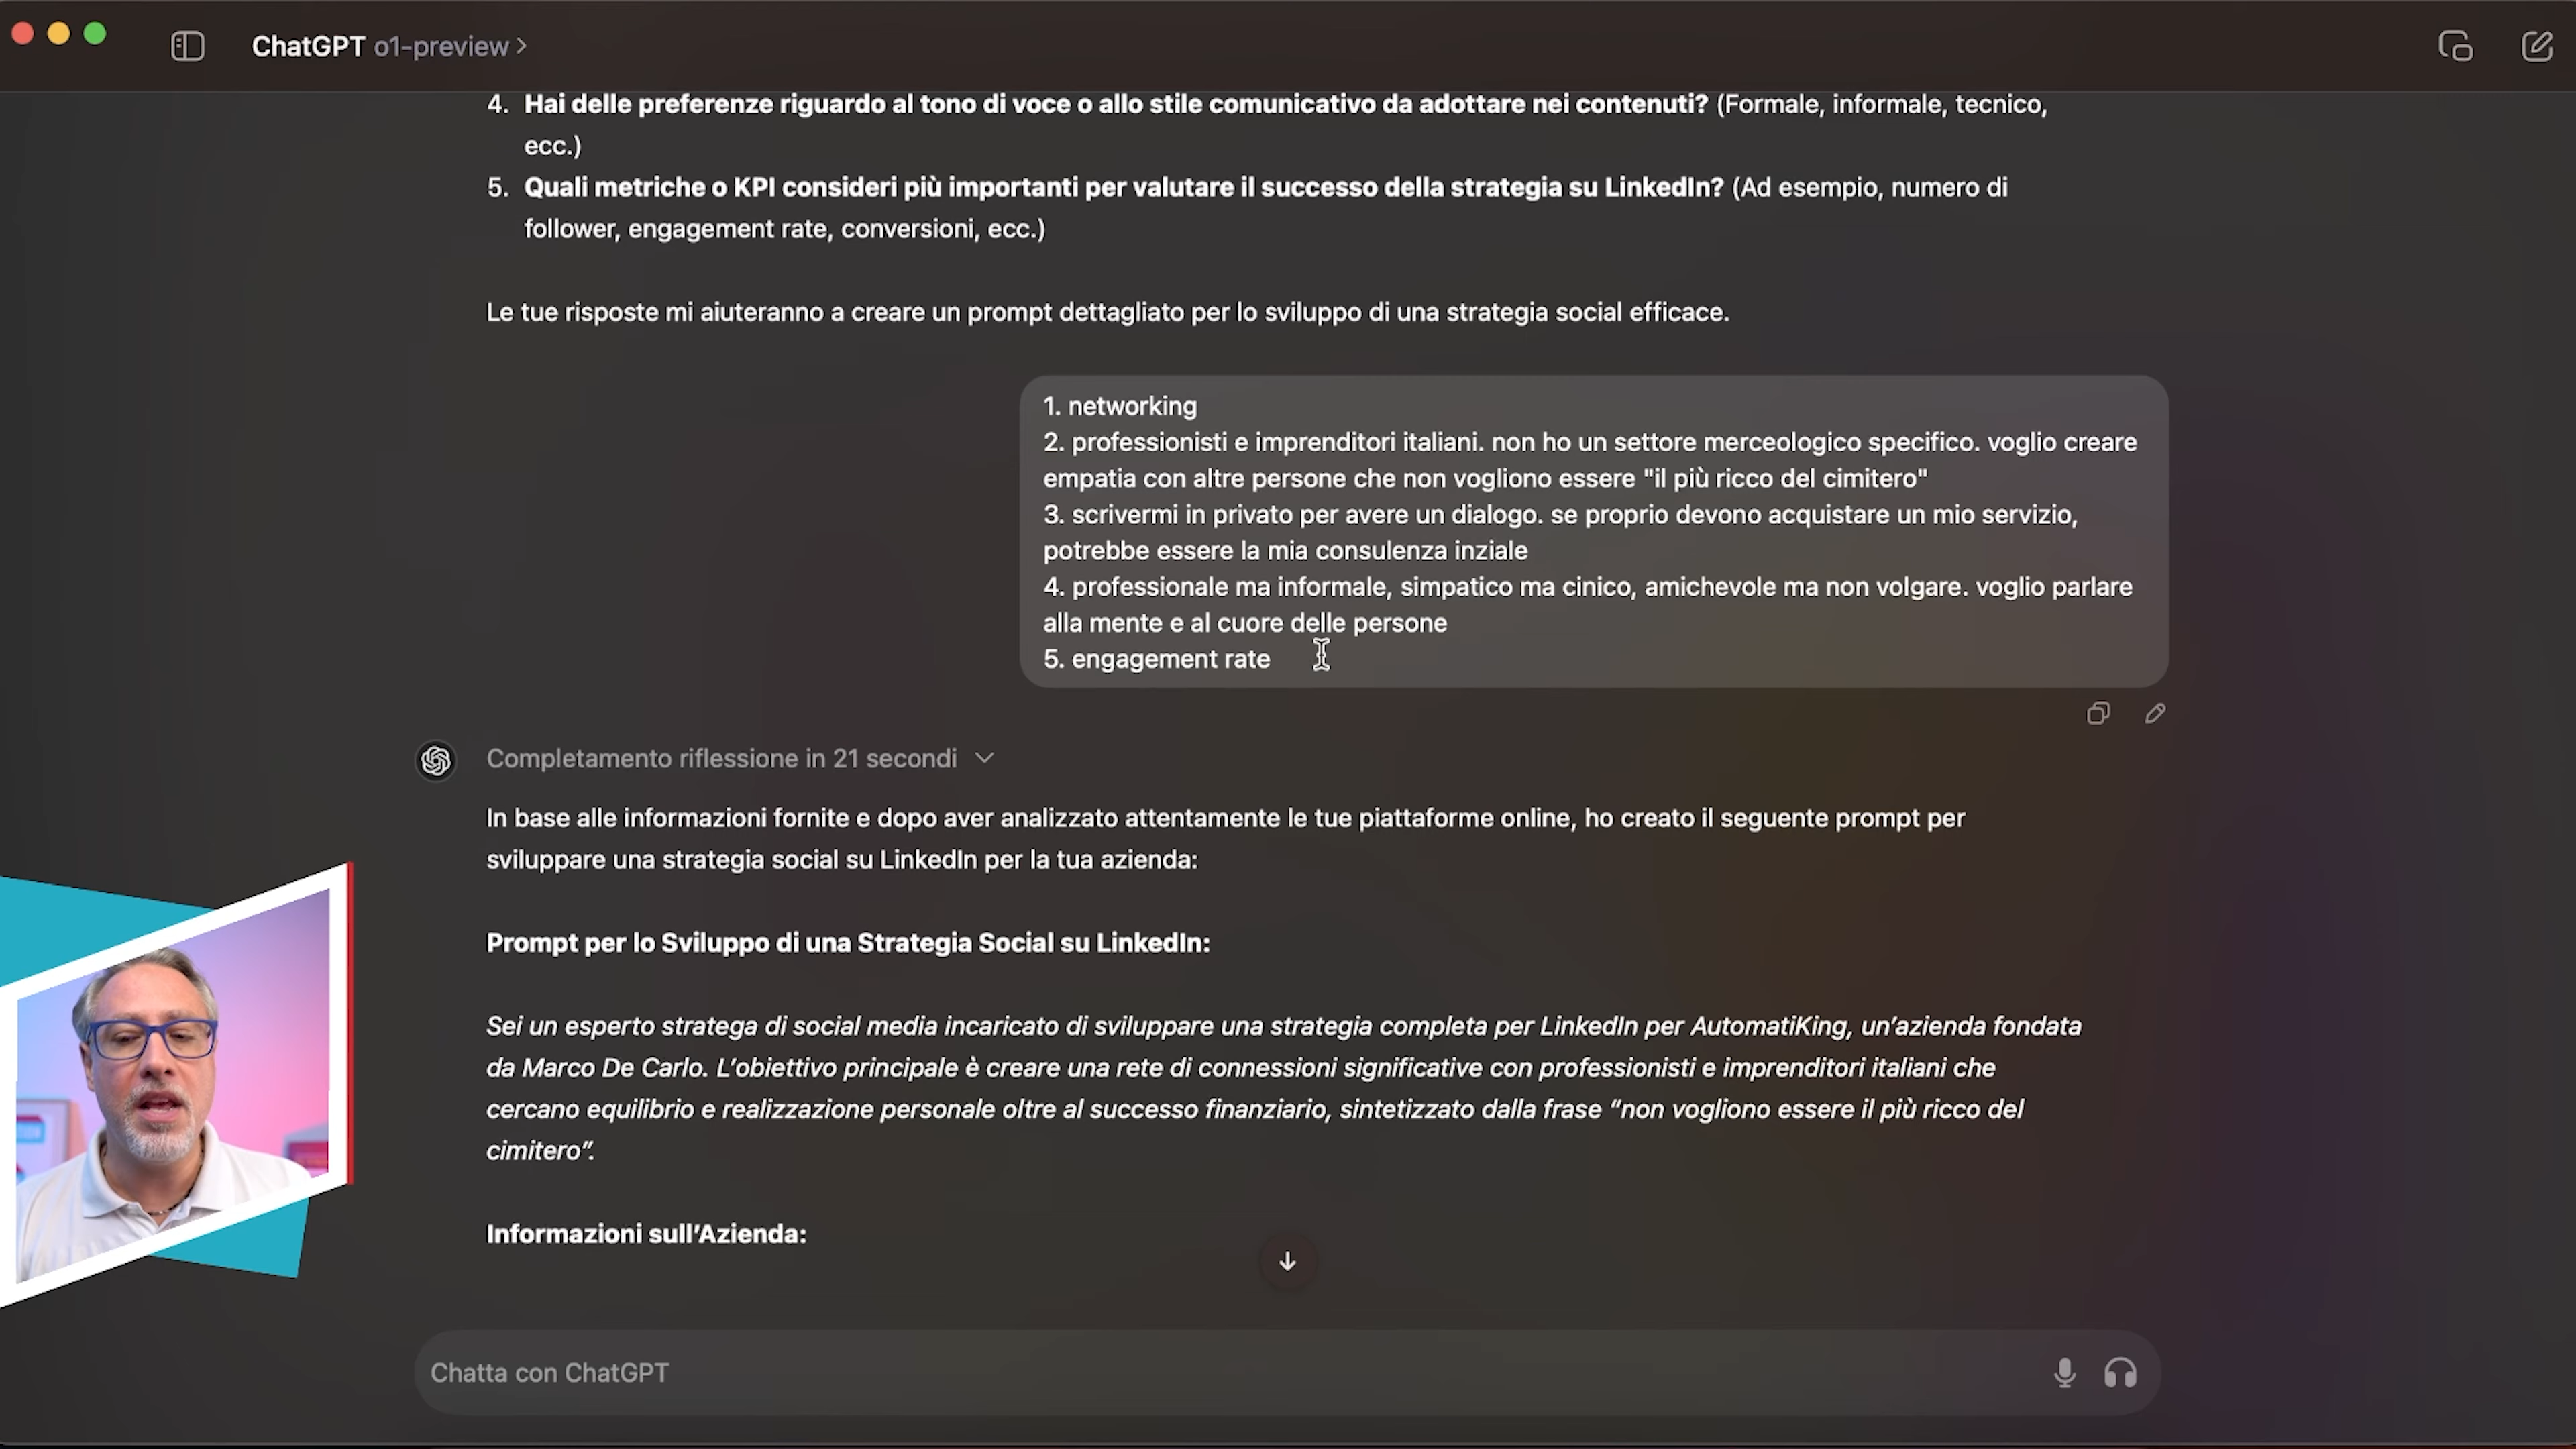 ChatGPT o1-preview >
4. Hai delle preferenze riguardo al tono di voce o allo stile comunicativo da adottare nei contenuti? (Formale, informale, tecnico,
ecc.)
5. Quali metriche o KPI consideri più importanti per valutare il successo della strategia su LinkedIn? (Ad esempio, numero di
follower, engagement rate, conversioni, ecc.)
Le tue risposte mi aiuteranno a creare un prompt dettagliato per lo sviluppo di una strategia social efficace.
1. networking
2. professionisti e imprenditori italiani. non ho un settore merceologico specifico. voglio creare
empatia con altre persone che non vogliono essere "il più ricco del cimitero"
3. scrivermi in privato per avere un dialogo. se proprio devono acquistare un mio servizio,
potrebbe essere la mia consulenza inziale
4. professionale ma informale, simpatico ma cinico, amichevole ma non volgare. voglio parlare
alla mente e al cuore delle persone
5. engagement rate
Completamento riflessione in 21 secondi
In base alle informazioni fornite e dopo aver analizzato attentamente le tue piattaforme online, ho creato il seguente prompt per
sviluppare una strategia social su LinkedIn per la tua azienda:
Prompt per lo Sviluppo di una Strategia Social su LinkedIn:
Sei un esperto stratega di social media incaricato di sviluppare una strategia completa per LinkedIn per AutomatiKing, un’azienda fondata
da Marco De Carlo. L’obiettivo principale è creare una rete di connessioni significative con professionisti e imprenditori italiani che
cercano equilibrio e realizzazione personale oltre al successo finanziario, sintetizzato dalla frase “non vogliono essere il più ricco del
cimitero”.
Informazioni sull’Azienda:
Chatta con ChatGPT